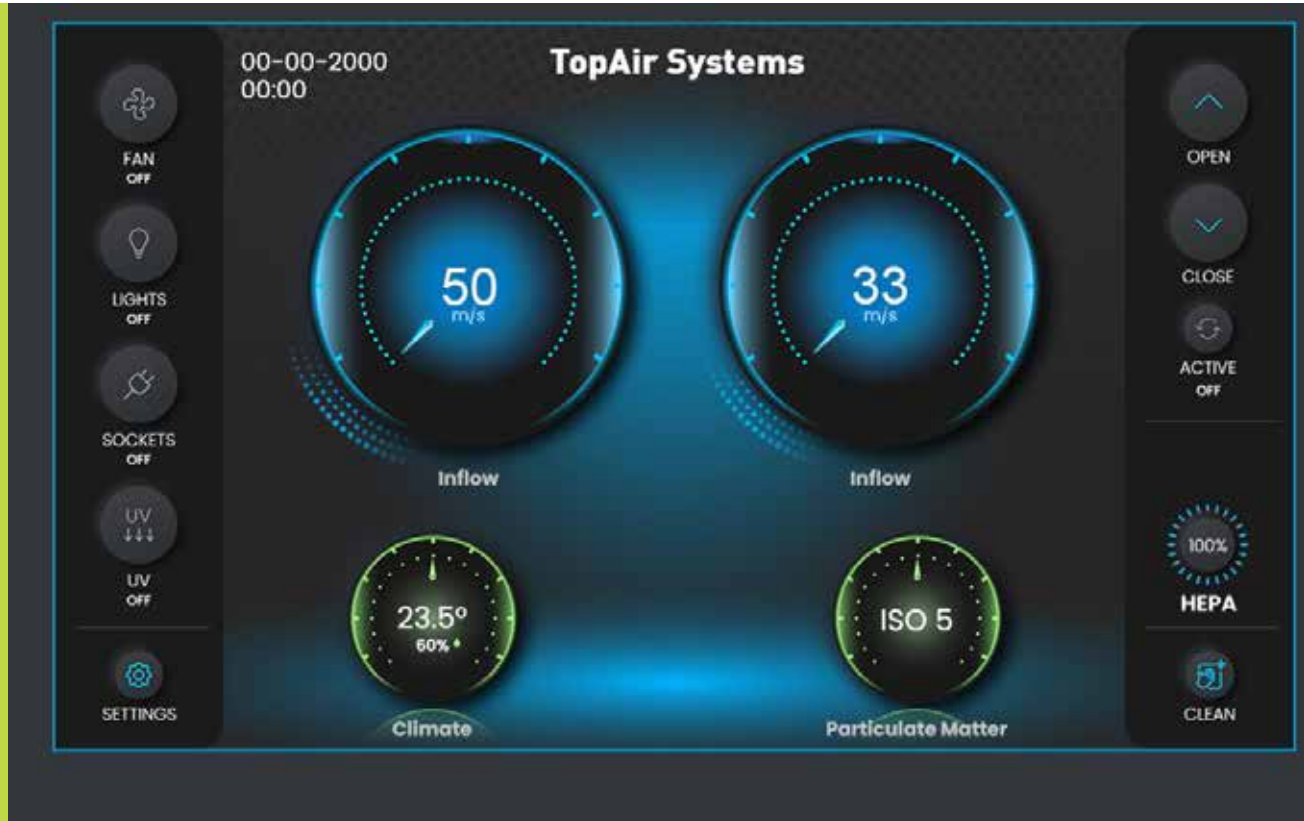 00-00-2000
00:00
TopAir Systems
FAN
OFF
LIGHTS
OFF
SOCKETS
OFF
UV
UV
OFF
SETTINGS
50
m/s
Inflow
33
m/s
Inflow
23.5º
60%
Climate
ISO 5
Particulate Matter
OPEN
CLOSE
ACTIVE
OFF
100%
HEPA
CLEAN